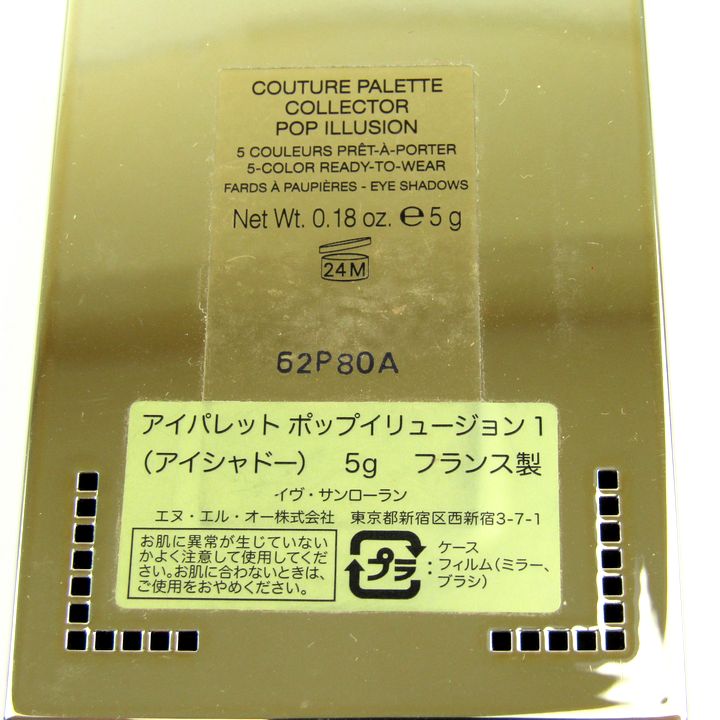 COUTURE PALETTE
COLLECTOR
POP ILLUSION
5 COULEURS PRÊT-À-PORTER
5-COLOR READY-TO-WEAR
FARDS À PAUPIÈRES - EYE SHADOWS
Net Wt. 0.18 oz. ℮ 5 g
24M
62P80A
アイパレット ポップイリュージョン 1
（アイシャドー） 5g フランス製
イヴ・サンローラン
エヌ・エル・オー株式会社 東京都新宿区西新宿3-7-1
お肌に異常が生じていない
かよく注意して使用してくだ
さい。お肌に合わないときは、
ご使用をおやめください。
プラ
：ケース
フィルム（ミラー、
ブラシ）